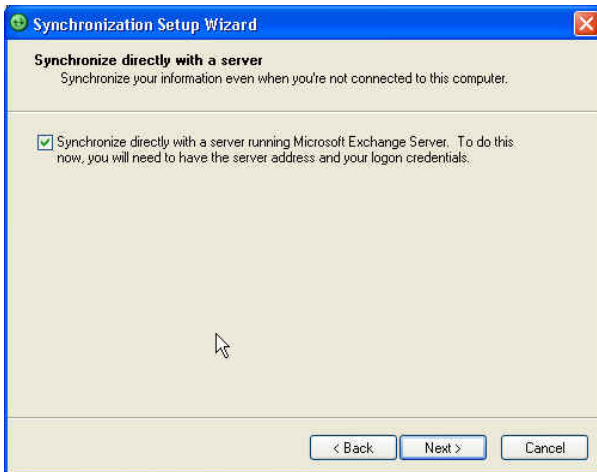 Synchronization Setup Wizard
Synchronize directly with a server
Synchronize your information even when you're not connected to this computer.
Synchronize directly with a server running Microsoft Exchange Server. To do this
now, you will need to have the server address and your logon credentials.
< Back Next > Cancel